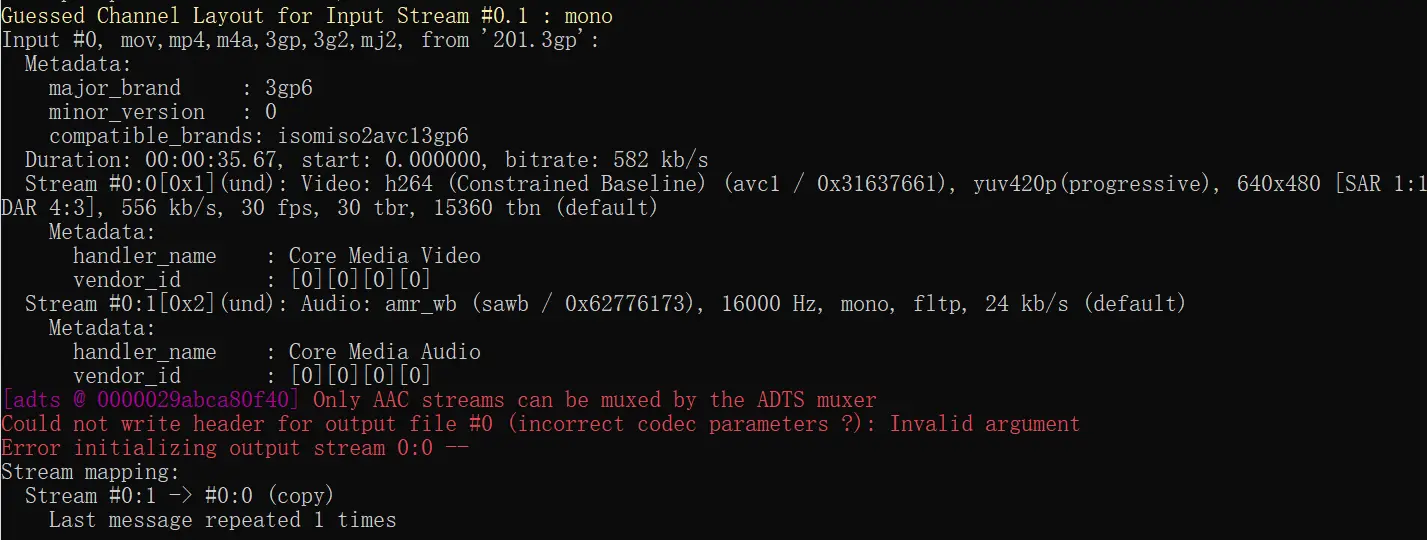 Guessed Channel Layout for Input Stream #0.1 : mono
Input #0, mov,mp4,m4a,3gp,3g2,mj2, from '201.3gp':
  Metadata:
    major_brand     : 3gp6
    minor_version   : 0
    compatible_brands: isomiso2avc13gp6
  Duration: 00:00:35.67, start: 0.000000, bitrate: 582 kb/s
  Stream #0:0[0x1](und): Video: h264 (Constrained Baseline) (avc1 / 0x31637661), yuv420p(progressive), 640x480 [SAR 1:1
DAR 4:3], 556 kb/s, 30 fps, 30 tbr, 15360 tbn (default)
    Metadata:
      handler_name    : Core Media Video
      vendor_id       : [0][0][0][0]
  Stream #0:1[0x2](und): Audio: amr_wb (sawb / 0x62776173), 16000 Hz, mono, fltp, 24 kb/s (default)
    Metadata:
      handler_name    : Core Media Audio
      vendor_id       : [0][0][0][0]
[adts @ 0000029abca80f40] Only AAC streams can be muxed by the ADTS muxer
Could not write header for output file #0 (incorrect codec parameters ?): Invalid argument
Error initializing output stream 0:0 --
Stream mapping:
  Stream #0:1 -> #0:0 (copy)
    Last message repeated 1 times